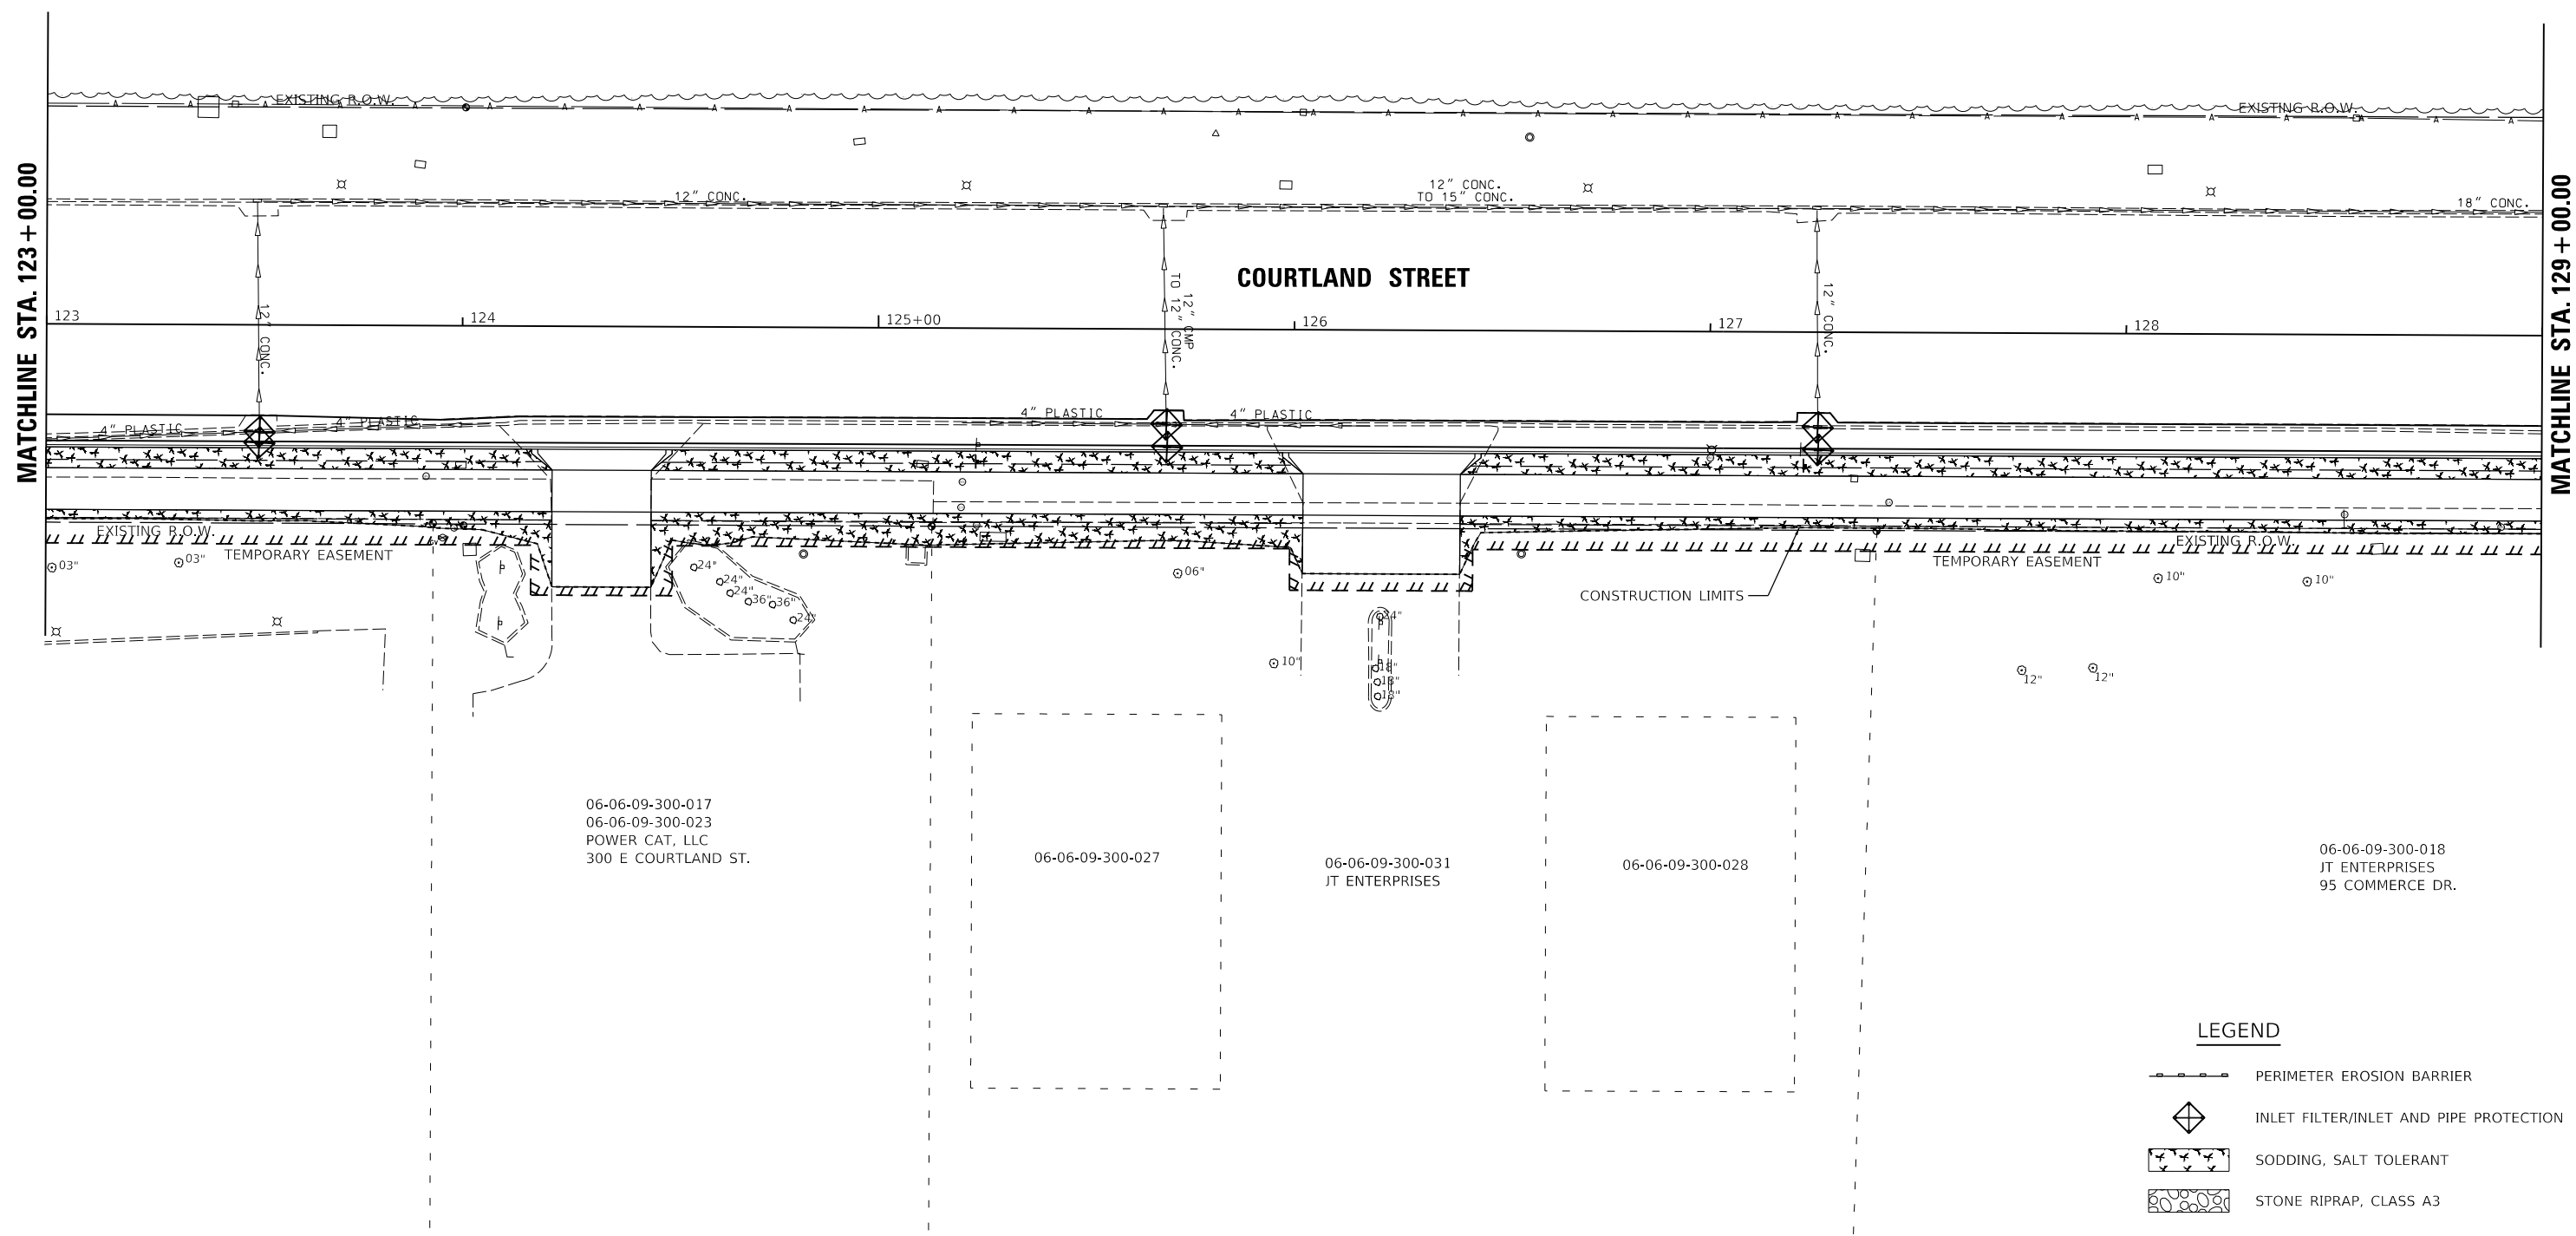 MATCHLINE STA. 123+00.00
MATCHLINE STA. 129+00.00
EXISTING R.O.W.
EXISTING R.O.W.
12" CONC.
12" CONC.
TO 15" CONC.
18" CONC.
COURTLAND STREET
12" CONC.
12" CMP
TO 12" CONC.
12" CONC.
123
124
125+00
126
127
128
4" PLASTIC
4" PLASTIC
4" PLASTIC
4" PLASTIC
EXISTING R.O.W.
TEMPORARY EASEMENT
EXISTING R.O.W.
TEMPORARY EASEMENT
CONSTRUCTION LIMITS
03"
03"
24"
24"
36"
36"
24"
06"
10"
24"
18"
18"
18"
10"
10"
12"
12"
06-06-09-300-017
06-06-09-300-023
POWER CAT, LLC
300 E COURTLAND ST.
06-06-09-300-027
06-06-09-300-031
JT ENTERPRISES
06-06-09-300-028
06-06-09-300-018
JT ENTERPRISES
95 COMMERCE DR.
LEGEND
PERIMETER EROSION BARRIER
INLET FILTER/INLET AND PIPE PROTECTION
SODDING, SALT TOLERANT
STONE RIPRAP, CLASS A3